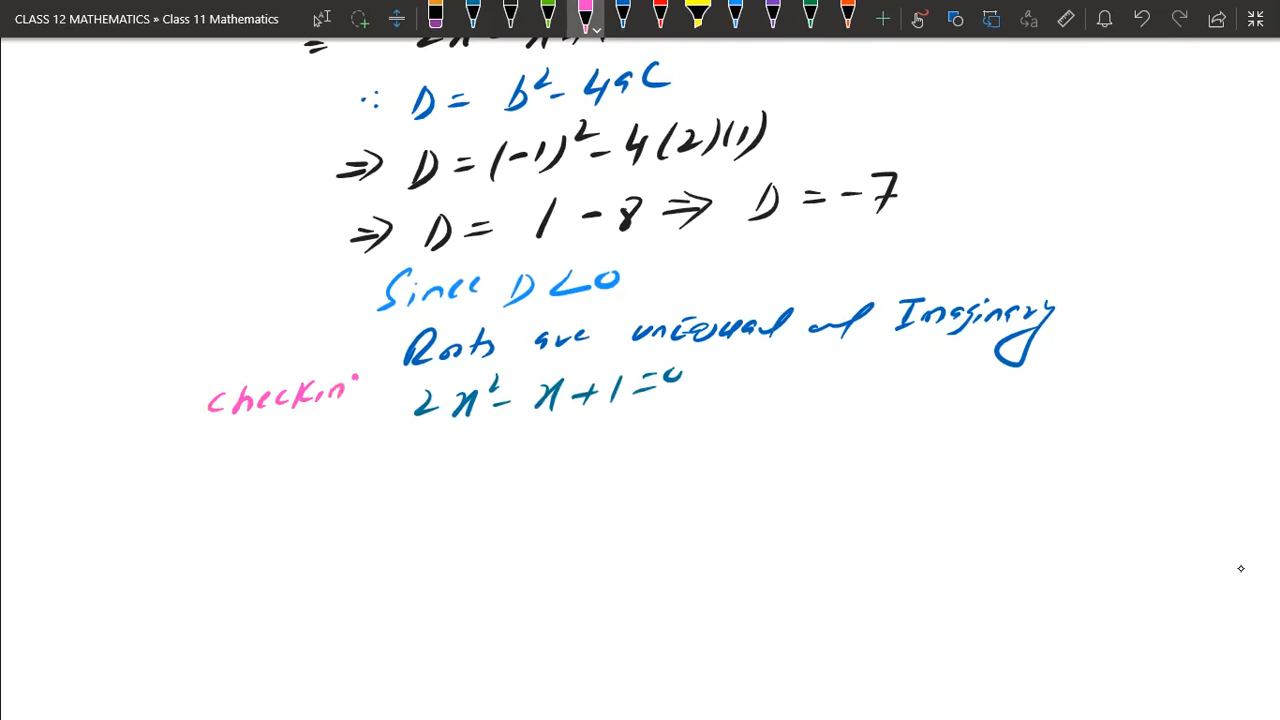 CLASS 12 MATHEMATICS » Class 11 Mathematics
∴ D = b² - 4ac
⇒ D = (-1)² - 4(2)(1)
⇒ D = 1 - 8 ⇒ D = -7
Since D < 0
Roots are unequal and Imaginary
Checkin
2x² - x + 1 = 0